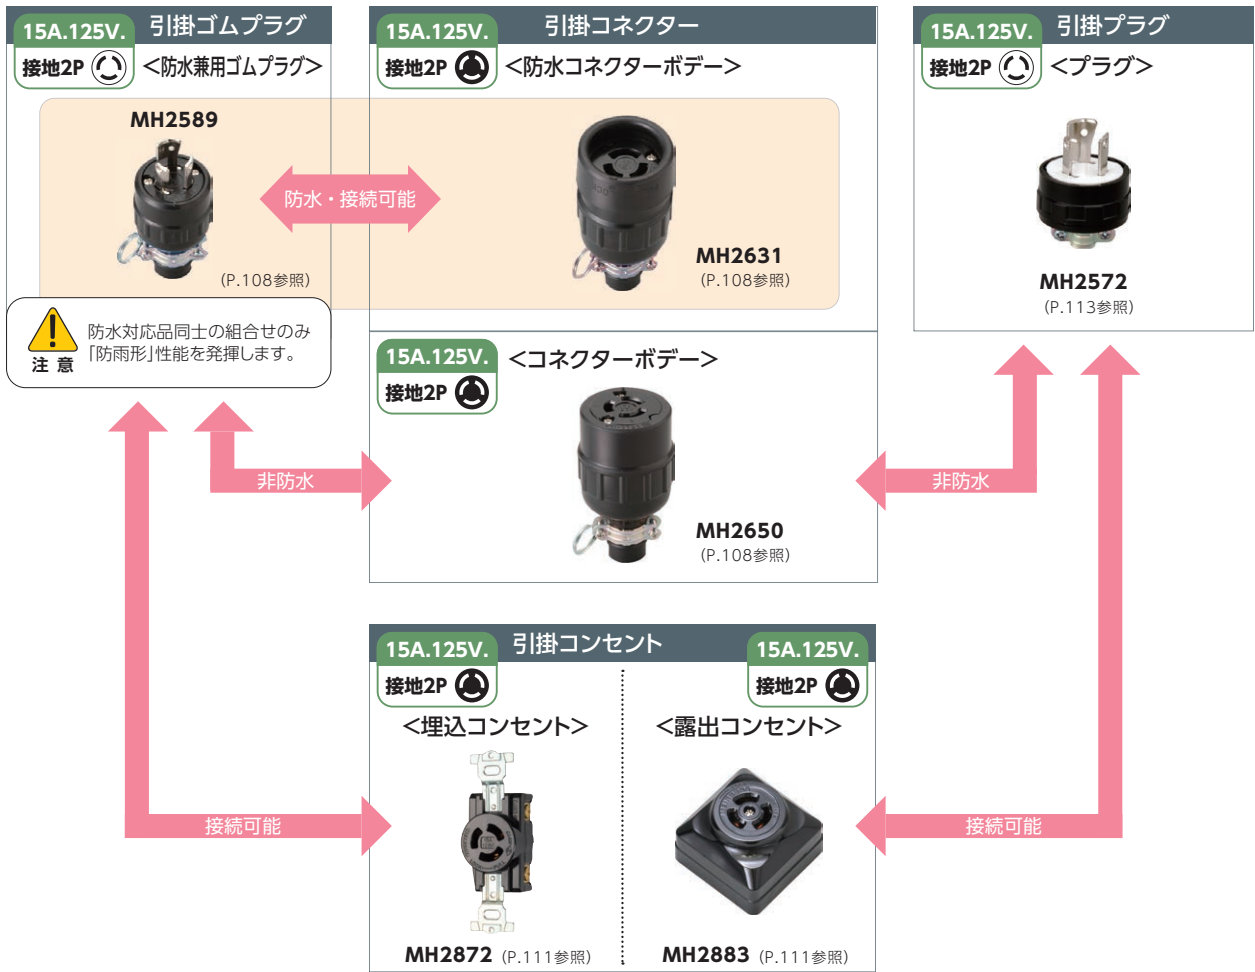 15A.125V.
引掛ゴムプラグ
接地2P
<防水兼用ゴムプラグ>
MH2589
(P.108参照)
防水・接続可能
15A.125V.
引掛コネクター
接地2P
<防水コネクターボデー>
MH2631
(P.108参照)
15A.125V.
引掛プラグ
接地2P
<プラグ>
MH2572
(P.113参照)
注 意
防水対応品同士の組合せのみ
「防雨形」性能を発揮します。
15A.125V.
接地2P
<コネクターボデー>
MH2650
(P.108参照)
非防水
非防水
15A.125V.
引掛コンセント
15A.125V.
接地2P
接地2P
<埋込コンセント>
<露出コンセント>
接続可能
接続可能
MH2872 (P.111参照)
MH2883 (P.111参照)